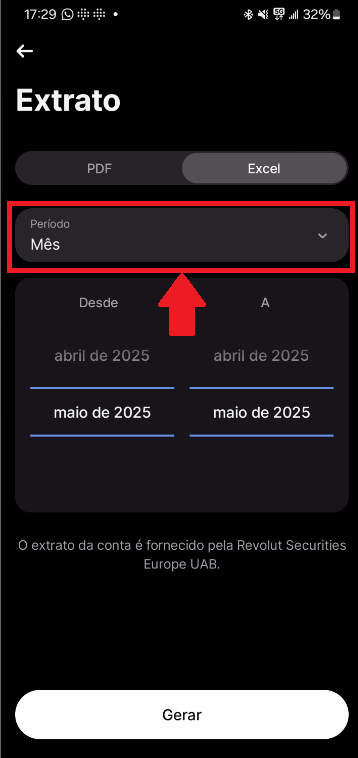 17:29 5G 32%
Extrato
PDF Excel
Período
Mês
Desde A
abril de 2025 abril de 2025
maio de 2025 maio de 2025
O extrato da conta é fornecido pela Revolut Securities
Europe UAB.
Gerar